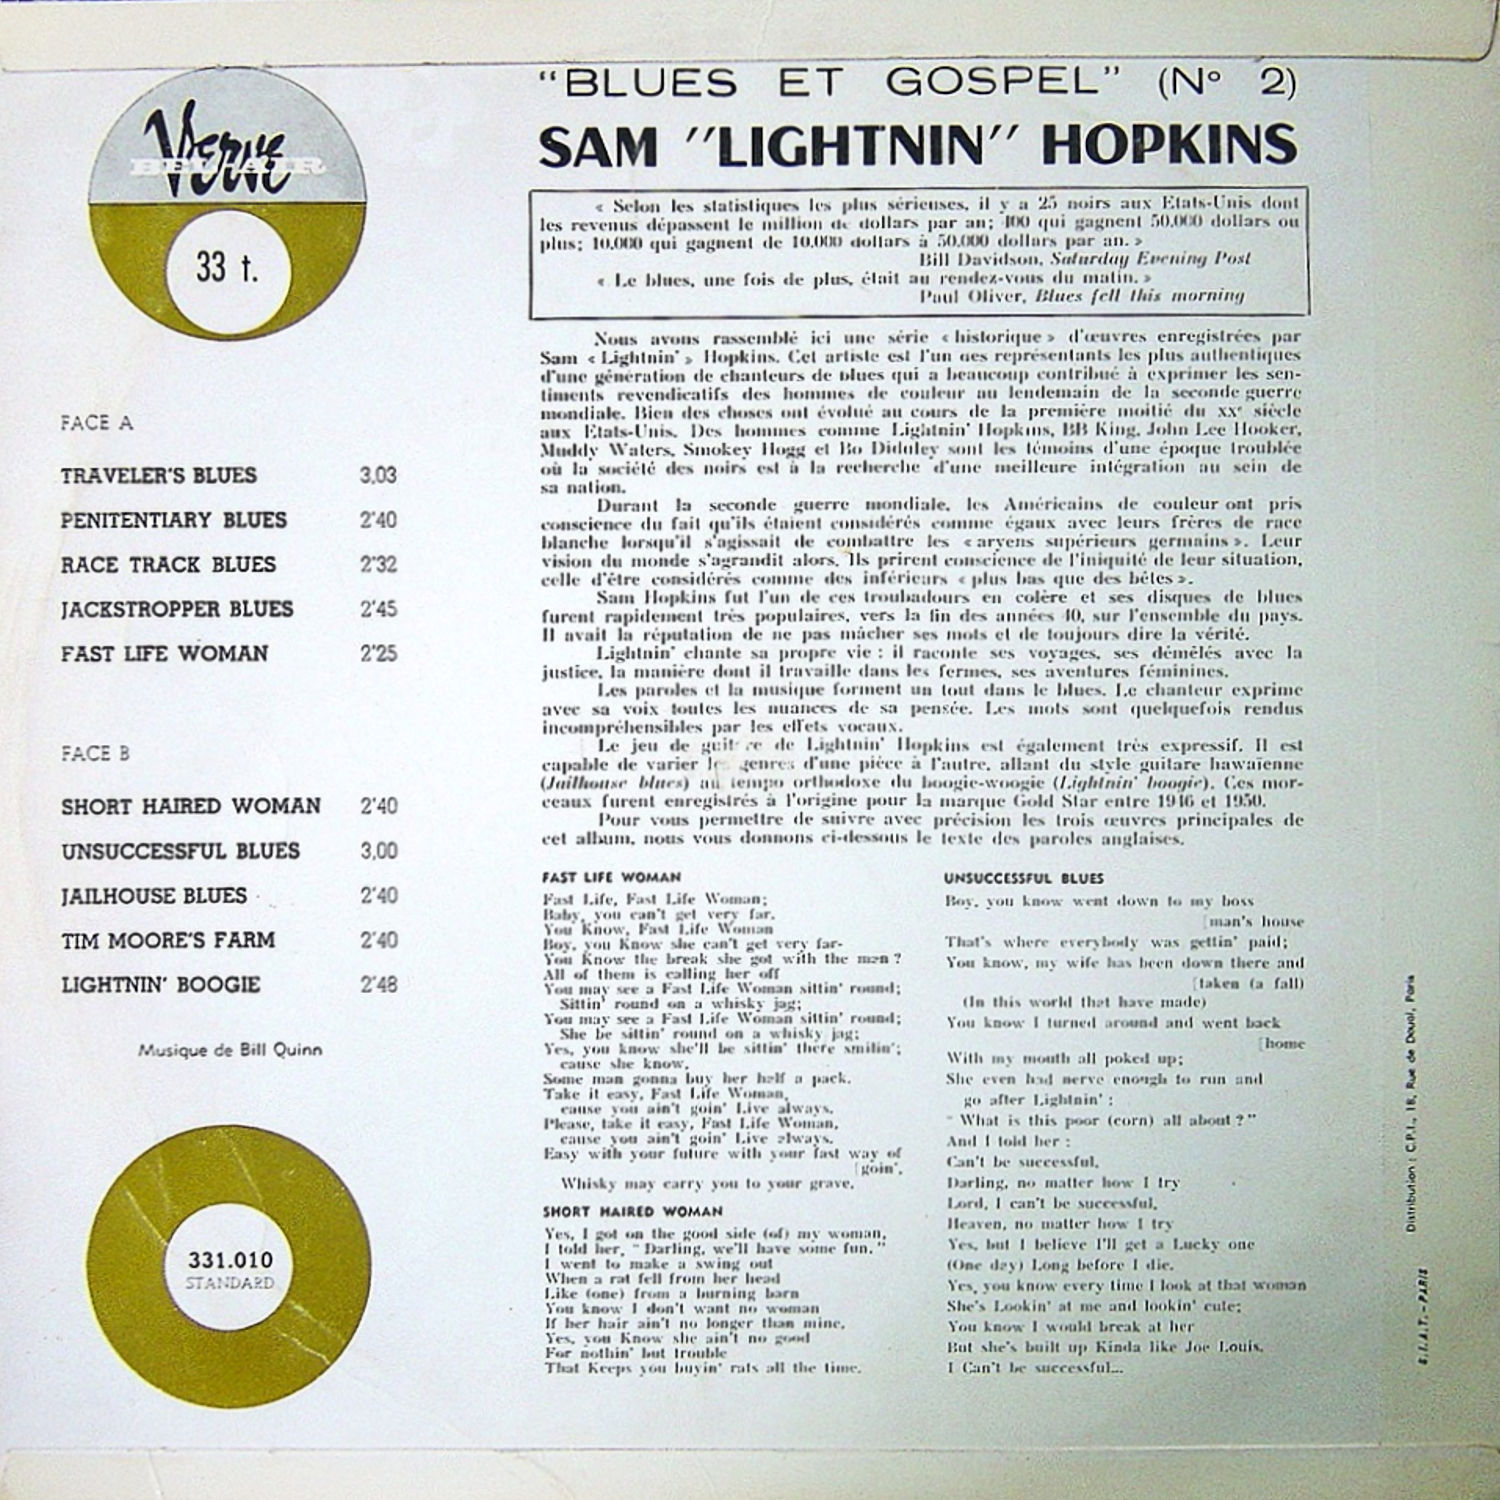 Verve
BEL-AIR
33 t.
FACE A
TRAVELER'S BLUES 3,03
PENITENTIARY BLUES 2'40
RACE TRACK BLUES 2'32
JACKSTROPPER BLUES 2'45
FAST LIFE WOMAN 2'25
FACE B
SHORT HAIRED WOMAN 2'40
UNSUCCESSFUL BLUES 3,00
JAILHOUSE BLUES 2'40
TIM MOORE'S FARM 2'40
LIGHTNIN' BOOGIE 2'48
Musique de Bill Quinn
331.010
STANDARD
"BLUES ET GOSPEL" (N° 2)
SAM "LIGHTNIN" HOPKINS
« Selon les statistiques les plus sérieuses, il y a 25 noirs aux Etats-Unis dont
les revenus dépassent le million de dollars par an; 400 qui gagnent 50.000 dollars ou
plus; 10.000 qui gagnent de 10.000 dollars à 50.000 dollars par an. »
Bill Davidson, Saturday Evening Post
« Le blues, une fois de plus, était au rendez-vous du matin. »
Paul Oliver, Blues fell this morning
Nous avons rassemblé ici une série « historique » d'œuvres enregistrées par
Sam « Lightnin' » Hopkins. Cet artiste est l'un des représentants les plus authentiques
d'une génération de chanteurs de blues qui a beaucoup contribué à exprimer les sen-
timents revendicatifs des hommes de couleur au lendemain de la seconde guerre
mondiale. Bien des choses ont évolué au cours de la première moitié du XXe siècle
aux Etats-Unis. Des hommes comme Lightnin' Hopkins, BB King, John Lee Hooker,
Muddy Waters, Smokey Hogg et Bo Diddley sont les témoins d'une époque troublée
où la société des noirs est à la recherche d'une meilleure intégration au sein de
sa nation.
Durant la seconde guerre mondiale, les Américains de couleur ont pris
conscience du fait qu'ils étaient considérés comme égaux avec leurs frères de race
blanche lorsqu'il s'agissait de combattre les « aryens supérieurs germains ». Leur
vision du monde s'agrandit alors. Ils prirent conscience de l'iniquité de leur situation,
celle d'être considérés comme des inférieurs « plus bas que des bêtes ».
Sam Hopkins fut l'un de ces troubadours en colère et ses disques de blues
furent rapidement très populaires, vers la fin des années 40, sur l'ensemble du pays.
Il avait la réputation de ne pas mâcher ses mots et de toujours dire la vérité.
Lightnin' chante sa propre vie : il raconte ses voyages, ses démêlés avec la
justice, la manière dont il travaille dans les fermes, ses aventures féminines.
Les paroles et la musique forment un tout dans le blues. Le chanteur exprime
avec sa voix toutes les nuances de sa pensée. Les mots sont quelquefois rendus
incompréhensibles par les effets vocaux.
Le jeu de guitare de Lightnin' Hopkins est également très expressif. Il est
capable de varier les genres d'une pièce à l'autre, allant du style guitare hawaïenne
(Jailhouse blues) au tempo orthodoxe du boogie-woogie (Lightnin' boogie). Ces mor-
ceaux furent enregistrés à l'origine pour la marque Gold Star entre 1946 et 1950.
Pour vous permettre de suivre avec précision les trois œuvres principales de
cet album, nous vous donnons ci-dessous le texte des paroles anglaises.
FAST LIFE WOMAN
Fast Life, Fast Life Woman;
Baby, you can't get very far.
You Know, Fast Life Woman
Boy, you Know she can't get very far-
You Know the break she got with the men ?
All of them is calling her off
You may see a Fast Life Woman sittin' round;
Sittin' round on a whisky jag;
You may see a Fast Life Woman sittin' round;
She be sittin' round on a whisky jag;
Yes, you know she'll be sittin' there smilin';
cause she know,
Some man gonna buy her half a pack.
Take it easy, Fast Life Woman,
cause you ain't goin' Live always.
Please, take it easy, Fast Life Woman,
cause you ain't goin' Live always.
Easy with your future with your fast way of
[goin',
Whisky may carry you to your grave.
SHORT HAIRED WOMAN
Yes, I got on the good side (of) my woman,
I told her, "Darling, we'll have some fun."
I went to make a swing out
When a rat fell from her head
Like (one) from a burning barn
You know I don't want no woman
If her hair ain't no longer than mine.
Yes, you Know she ain't no good
For nothin' but trouble
That Keeps you buyin' rats all the time.
UNSUCCESSFUL BLUES
Boy, you know went down to my boss
[man's house
That's where everybody was gettin' paid;
You know, my wife has been down there and
[taken (a fall)
(In this world that have made)
You know I turned around and went back
[home
With my mouth all poked up;
She even had nerve enough to run and
go after Lightnin' :
" What is this poor (corn) all about ? "
And I told her :
Can't be successful,
Darling, no matter how I try
Lord, I can't be successful,
Heaven, no matter how I try
Yes, but I believe I'll get a Lucky one
(One day) Long before I die.
Yes, you know every time I look at that woman
She's Lookin' at me and lookin' cute;
You know I would break at her
But she's built up Kinda like Joe Louis.
I Can't be successful...
Distribution : C.P.I., 18, Rue de Douai, Paris
S.I.A.T. - PARIS